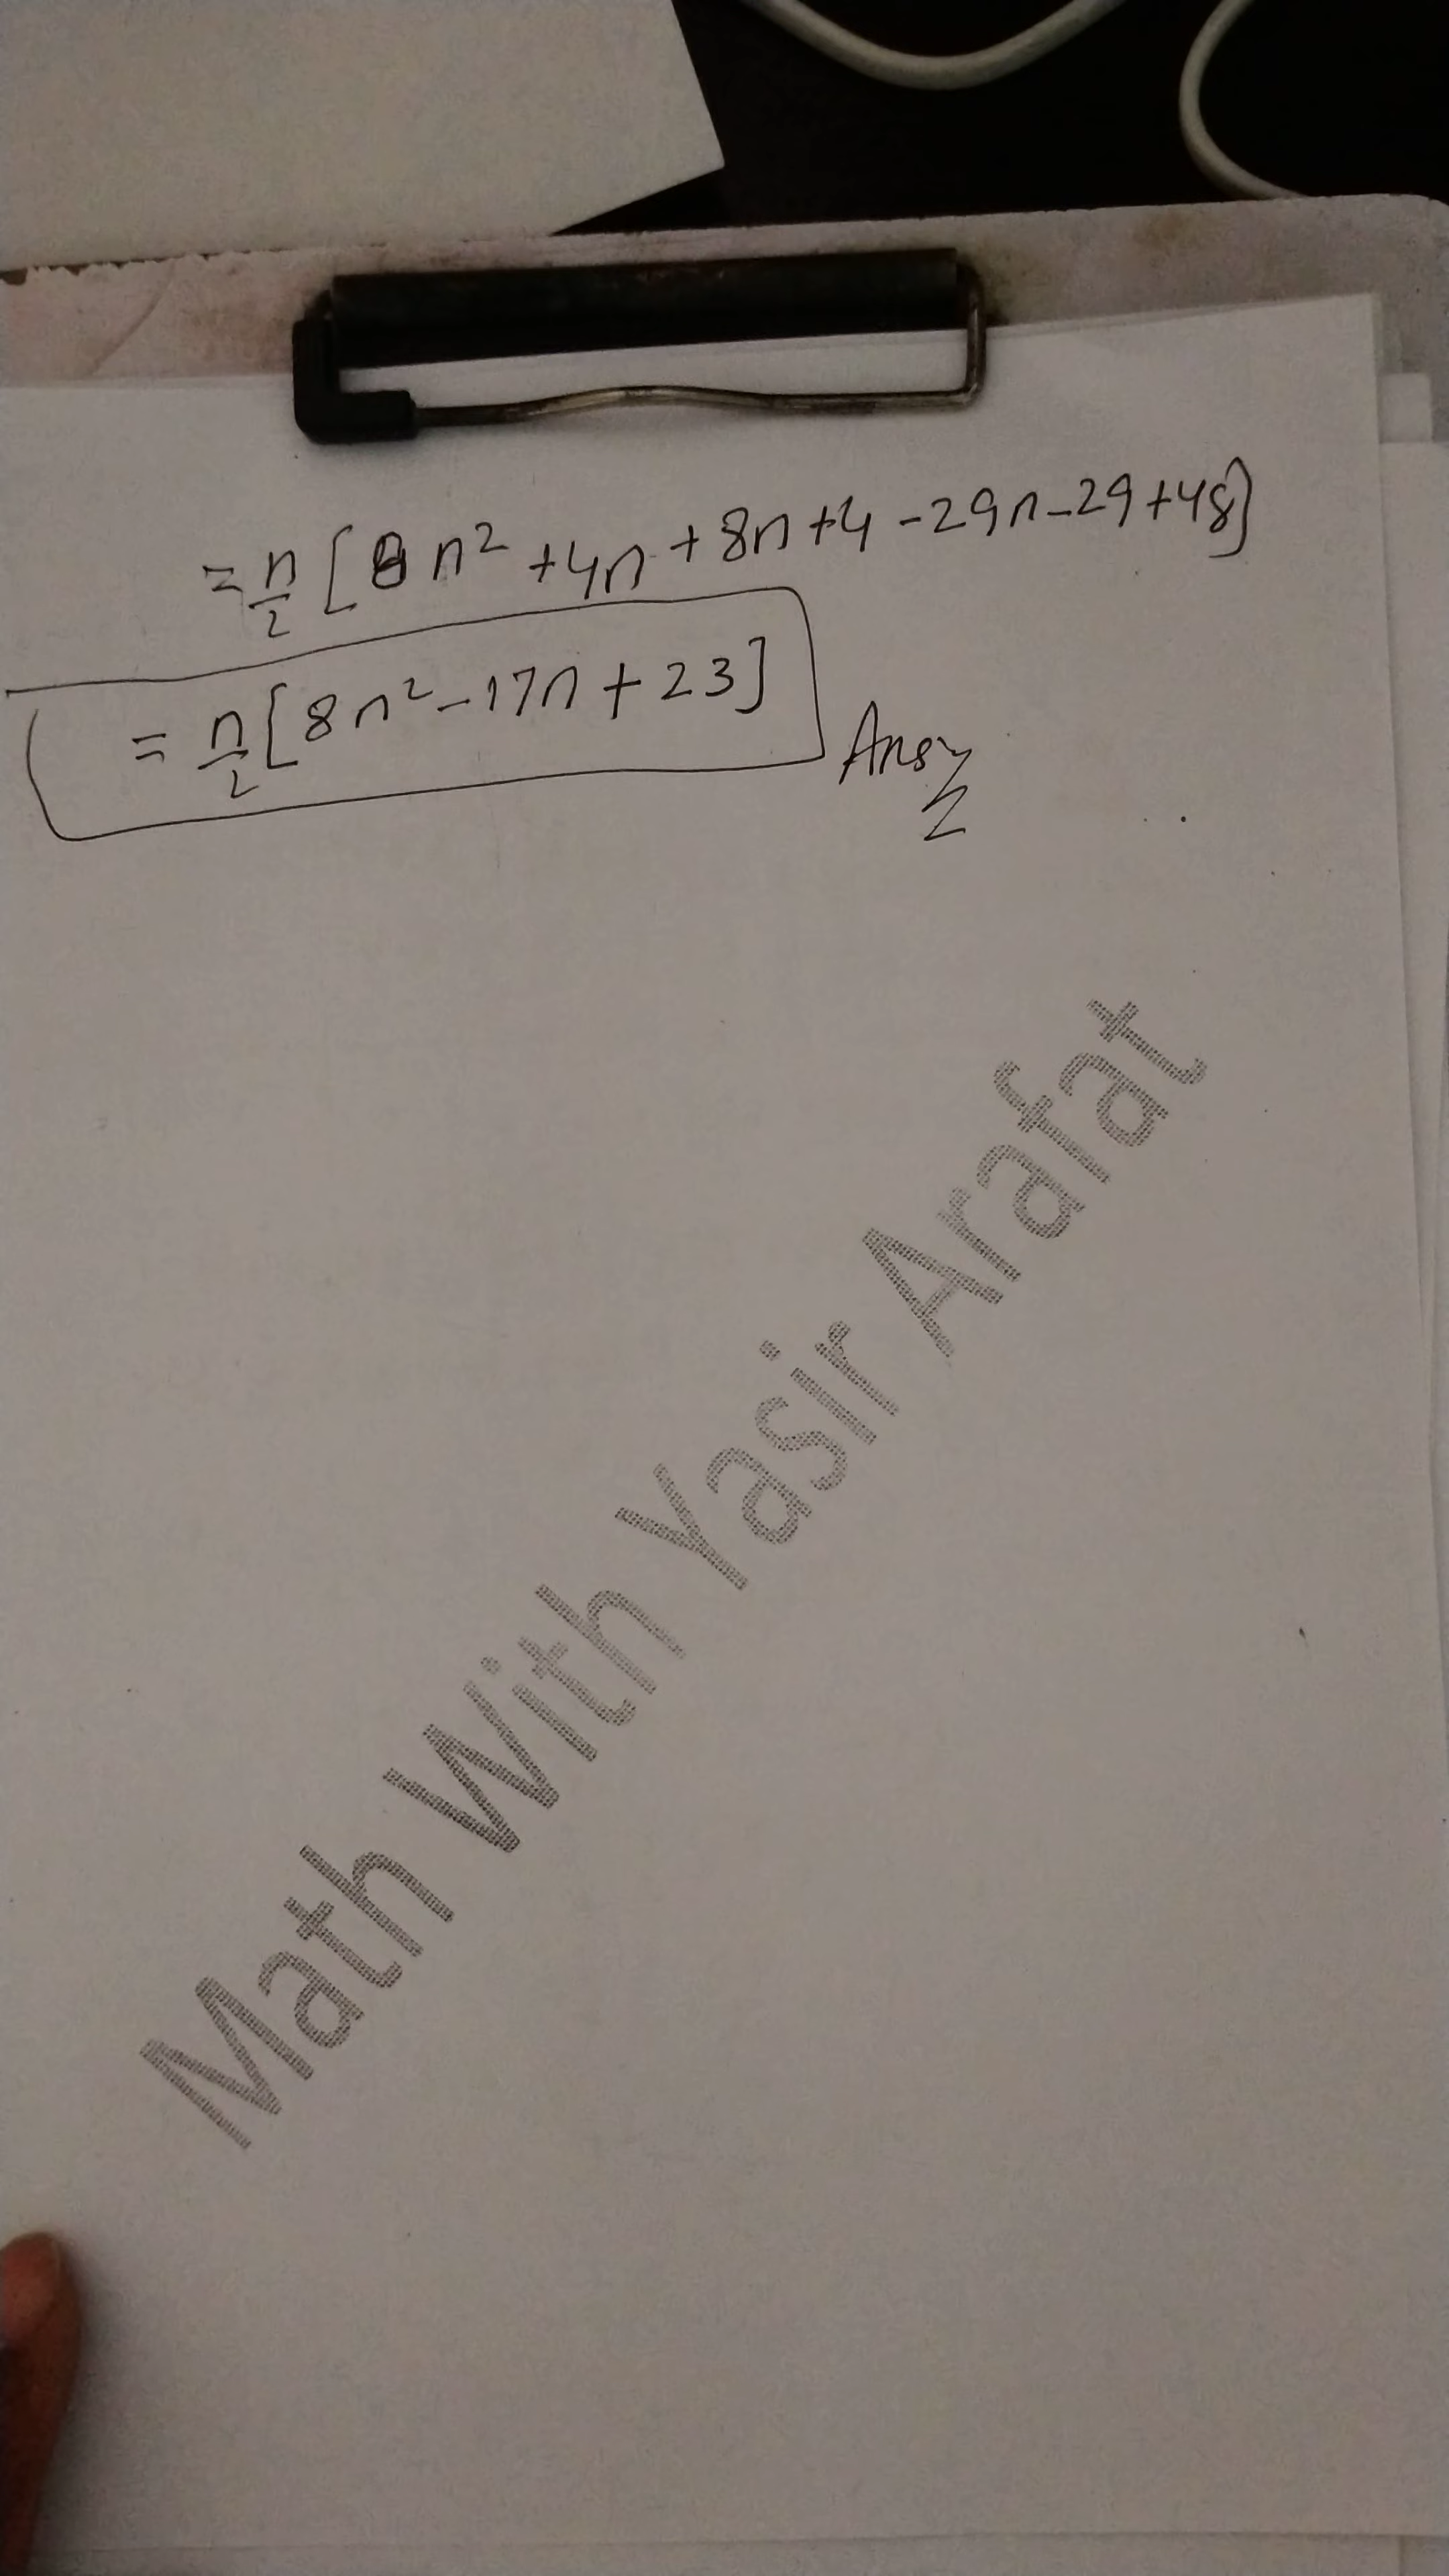 = n/2 [8n² + 4n + 8n + 4 - 29n - 29 + 48]
= n/2 [8n² - 17n + 23] Ans
Math With Yasir Arafat